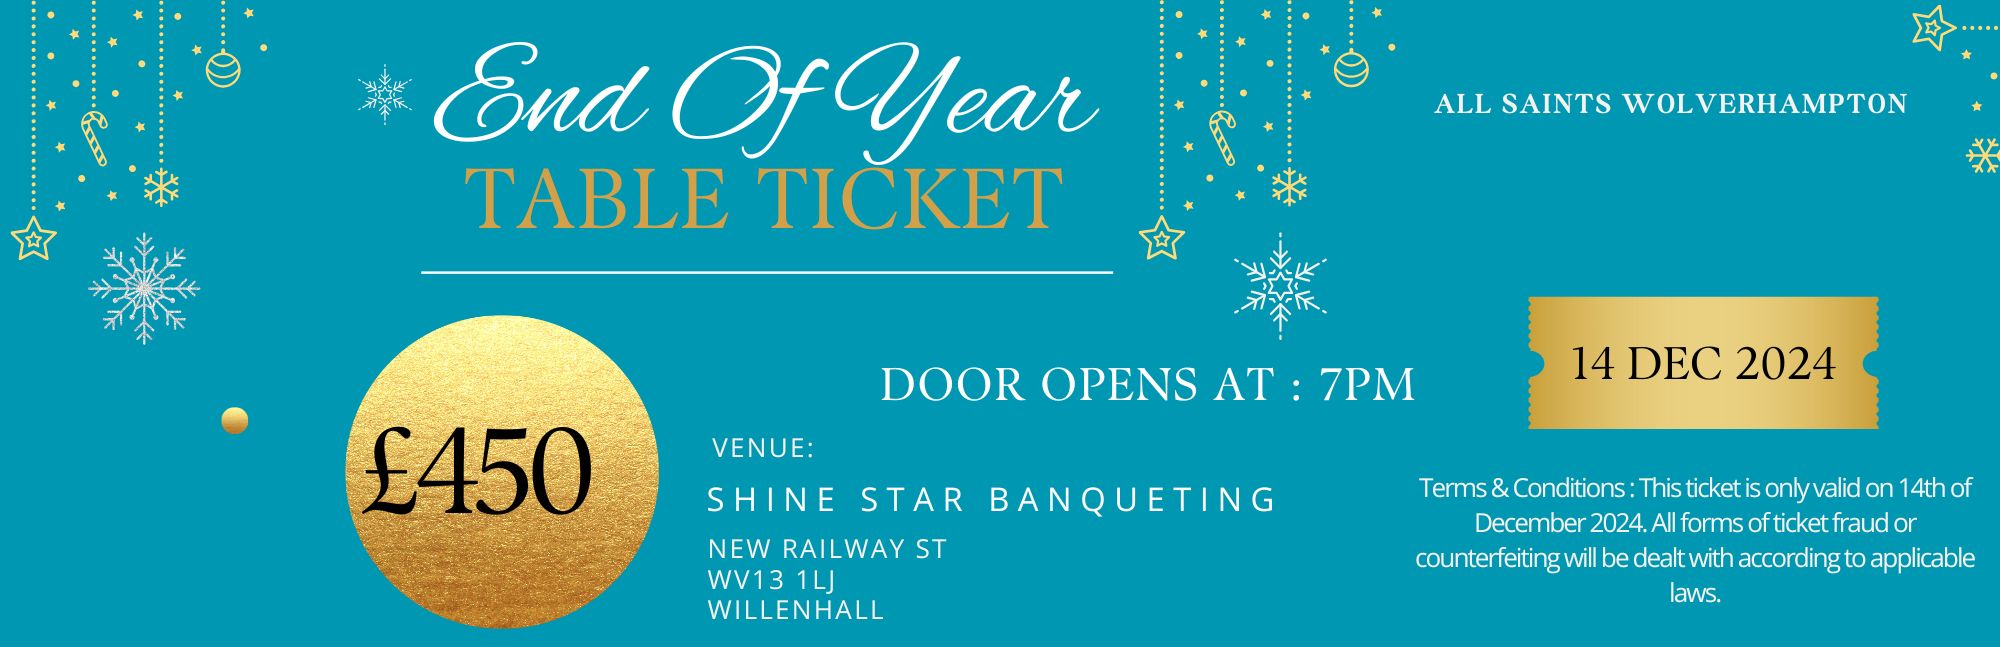 End Of Year
TABLE TICKET
ALL SAINTS WOLVERHAMPTON
£450
DOOR OPENS AT : 7PM
VENUE:
SHINE STAR BANQUETING
NEW RAILWAY ST
WV13 1LJ
WILLENHALL
14 DEC 2024
Terms & Conditions : This ticket is only valid on 14th of
December 2024. All forms of ticket fraud or
counterfeiting will be dealt with according to applicable
laws.